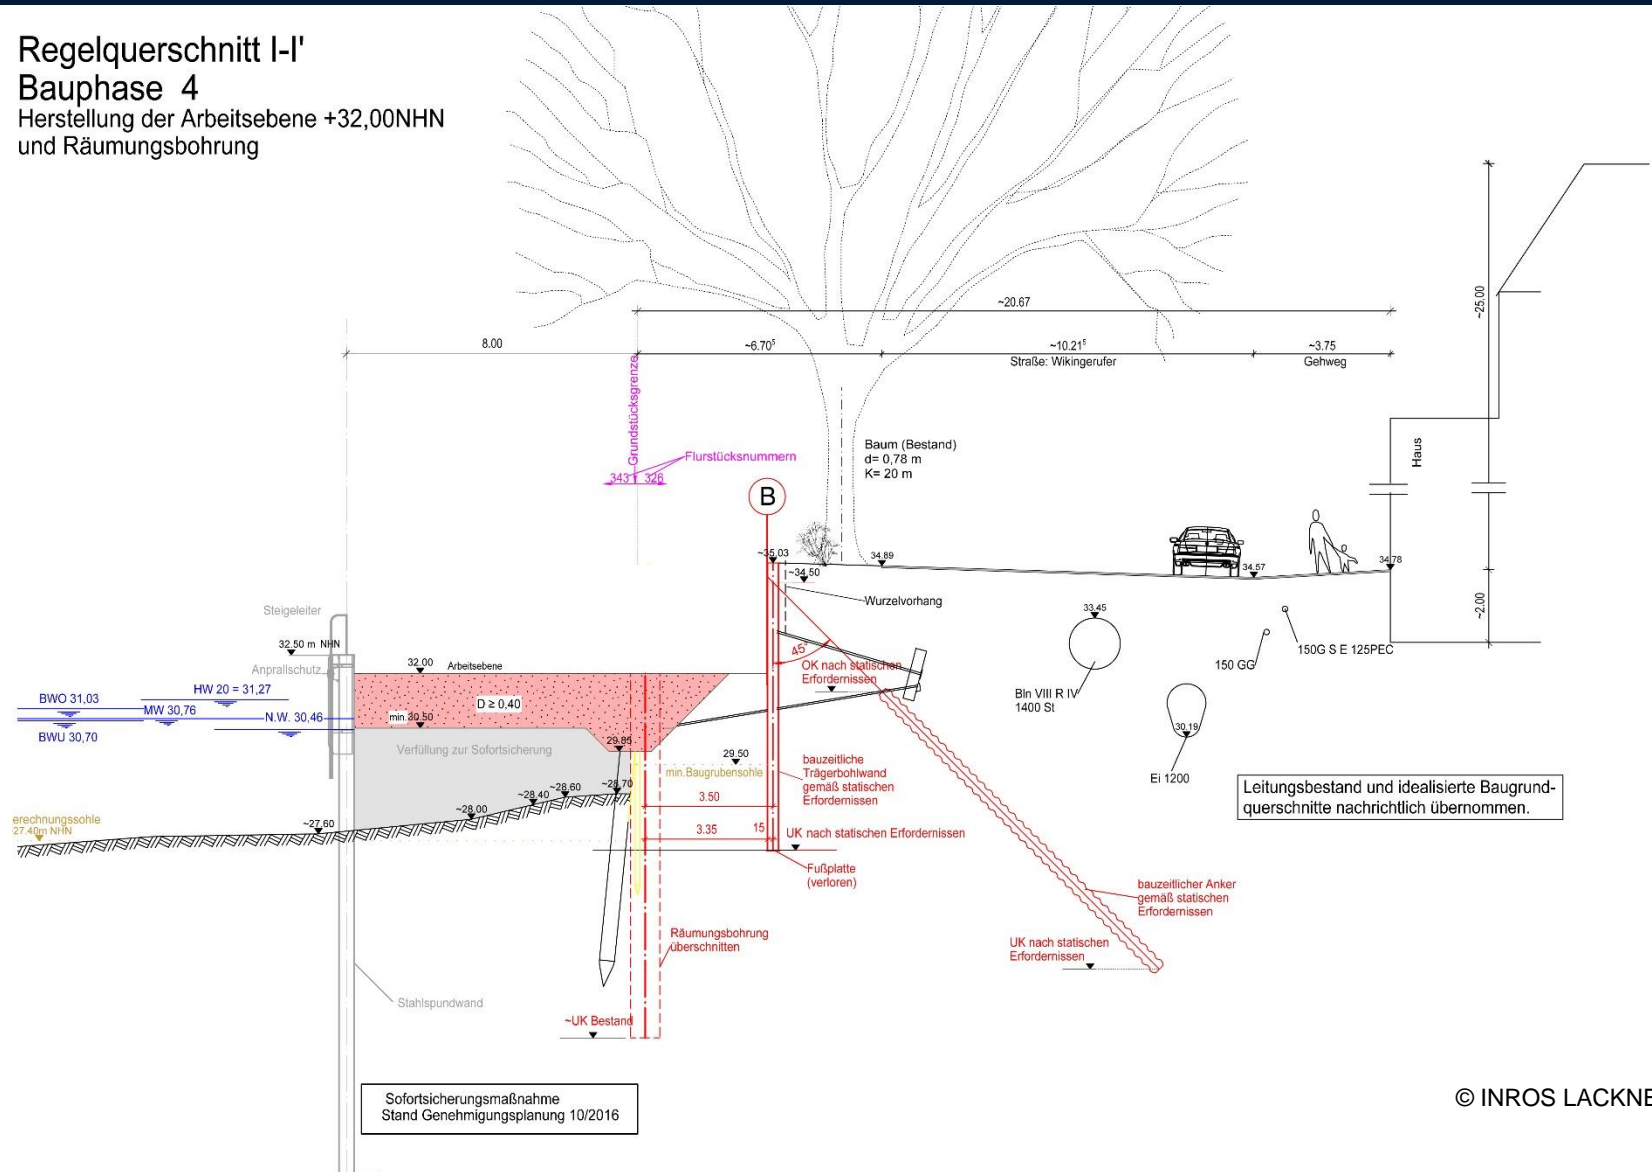 Regelquerschnitt I-I'
Bauphase 4
Herstellung der Arbeitsebene +32,00NHN
und Räumungsbohrung
~20.67
8.00
~6.70⁵
~10.21⁵
~3.75
Straße: Wikingerufer
Gehweg
~25.00
Grundstücksgrenze
Flurstücksnummern
343
326
Baum (Bestand)
d= 0,78 m
K= 20 m
Haus
B
~35.03
34.89
34.57
34.78
~34.50
Wurzelvorhang
~2.00
Steigeleiter
32.50 m NHN
Anprallschutz
32.00
Arbeitsebene
45°
OK nach statischen
Erfordernissen
33.45
150 GG
150G S E 125PEC
Bln VIII R IV
1400 St
BWO 31,03
HW 20 = 31,27
MW 30,76
N.W. 30,46
BWU 30,70
min.30.50
D ≥ 0,40
Verfüllung zur Sofortsicherung
29.85
29.50
min.Baugrubensohle
bauzeitliche
Trägerbohlwand
gemäß statischen
Erfordernissen
30.19
Ei 1200
Leitungsbestand und idealisierte Baugrund-
querschnitte nachrichtlich übernommen.
~28.70
~28.60
~28.40
~28.00
~27.60
3.50
3.35
15
erechnungssohle
27.40m NHN
UK nach statischen Erfordernissen
Fußplatte
(verloren)
bauzeitlicher Anker
gemäß statischen
Erfordernissen
Räumungsbohrung
überschnitten
UK nach statischen
Erfordernissen
Stahlspundwand
~UK Bestand
Sofortsicherungsmaßnahme
Stand Genehmigungsplanung 10/2016
© INROS LACKNE